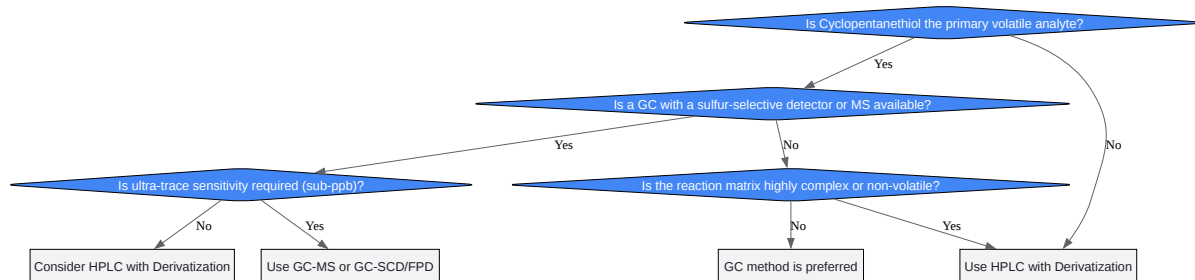 Is Cyclopentanethiol the primary volatile analyte?
Yes
Is a GC with a sulfur-selective detector or MS available?
Yes
No
No
Is ultra-trace sensitivity required (sub-ppb)?
Is the reaction matrix highly complex or non-volatile?
No
Yes
No
Yes
Consider HPLC with Derivatization
Use GC-MS or GC-SCD/FPD
GC method is preferred
Use HPLC with Derivatization